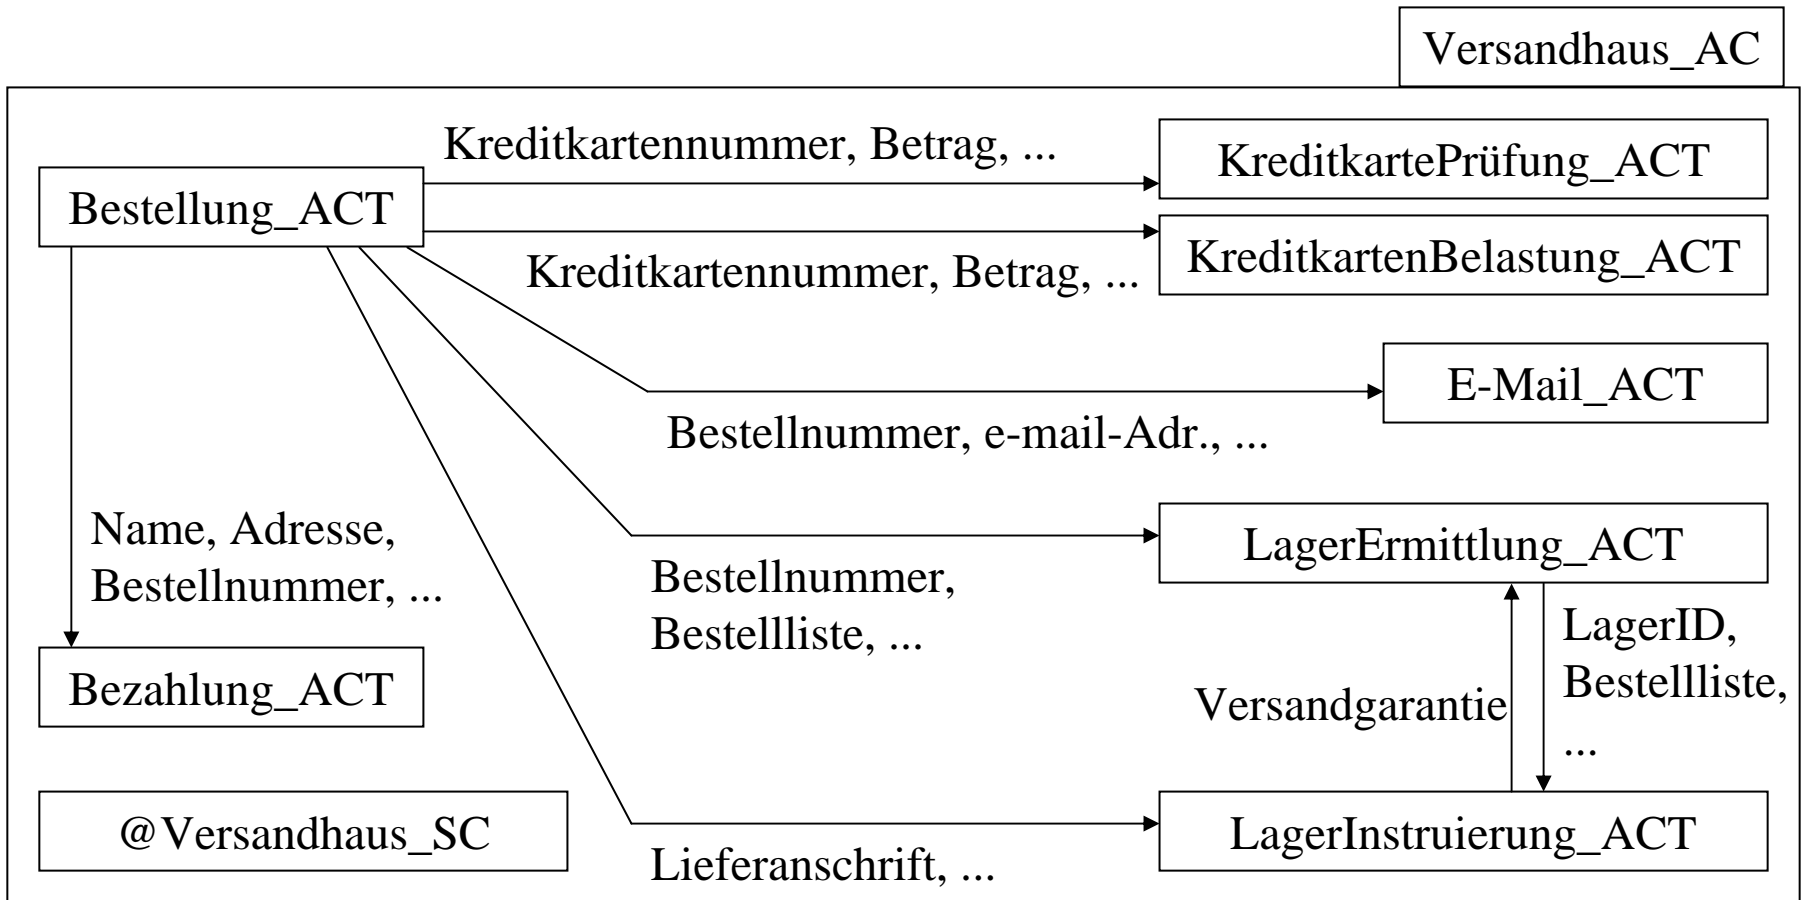 Versandhaus_AC
Kreditkartennummer, Betrag, ...
KreditkartePrüfung_ACT
Bestellung_ACT
Kreditkartennummer, Betrag, ...
KreditkartenBelastung_ACT
E-Mail_ACT
Bestellnummer, e-mail-Adr., ...
Name, Adresse,
Bestellnummer, ...
LagerErmittlung_ACT
Bestellnummer,
Bestellliste, ...
LagerID,
Bestellliste,
...
Versandgarantie
Bezahlung_ACT
@Versandhaus_SC
LagerInstruierung_ACT
Lieferanschrift, ...